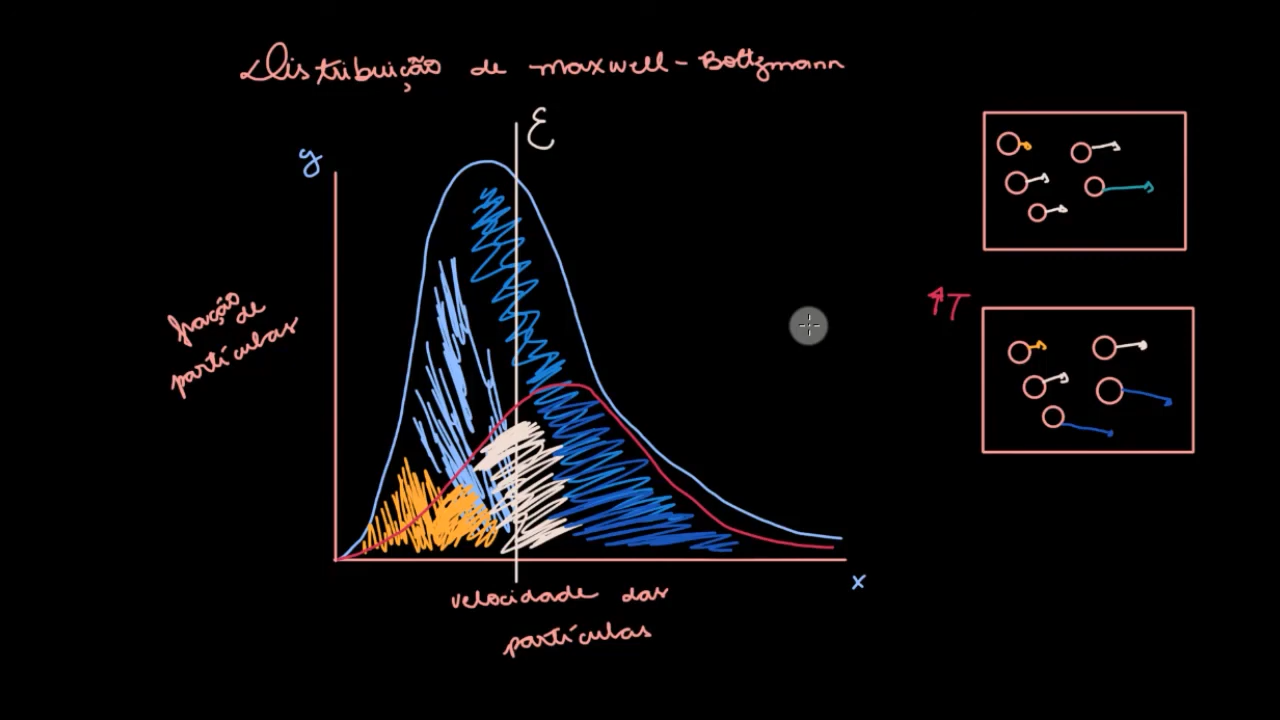 Distribuição de maxwell-Boltzmann
ε
y
fração de
partículas
↑T
x
velocidade das
partículas